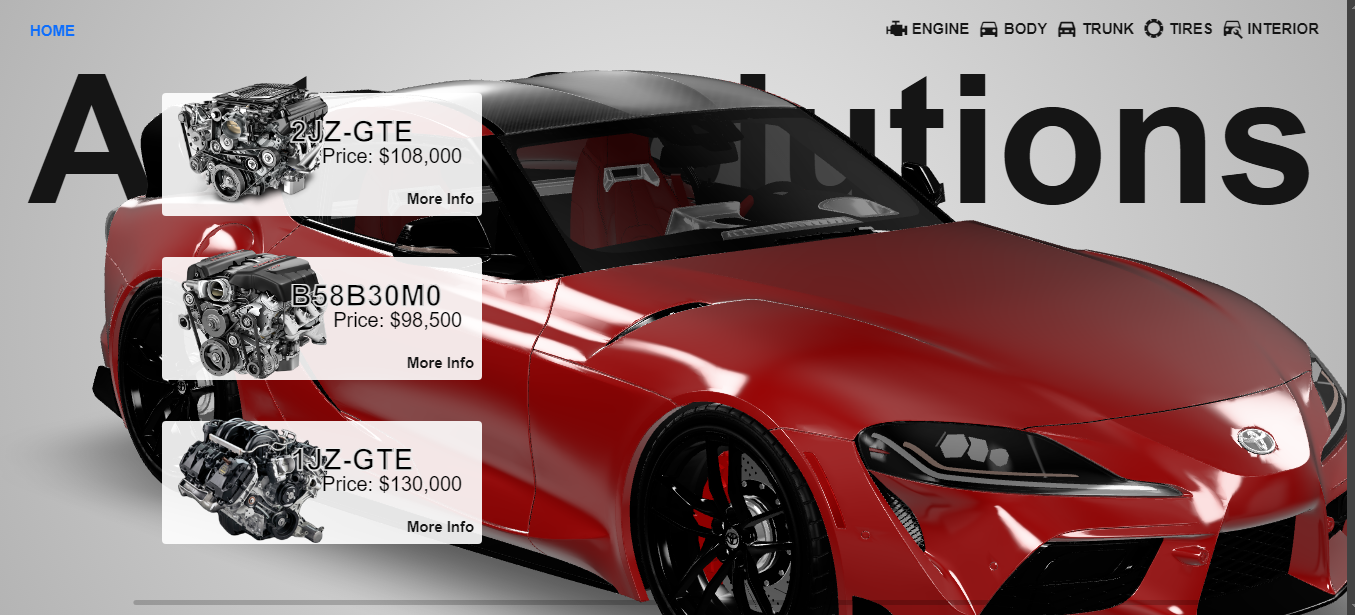 HOME
ENGINE BODY TRUNK TIRES INTERIOR
2JZ-GTE
Price: $108,000
More Info
B58B30M0
Price: $98,500
More Info
1JZ-GTE
Price: $130,000
More Info